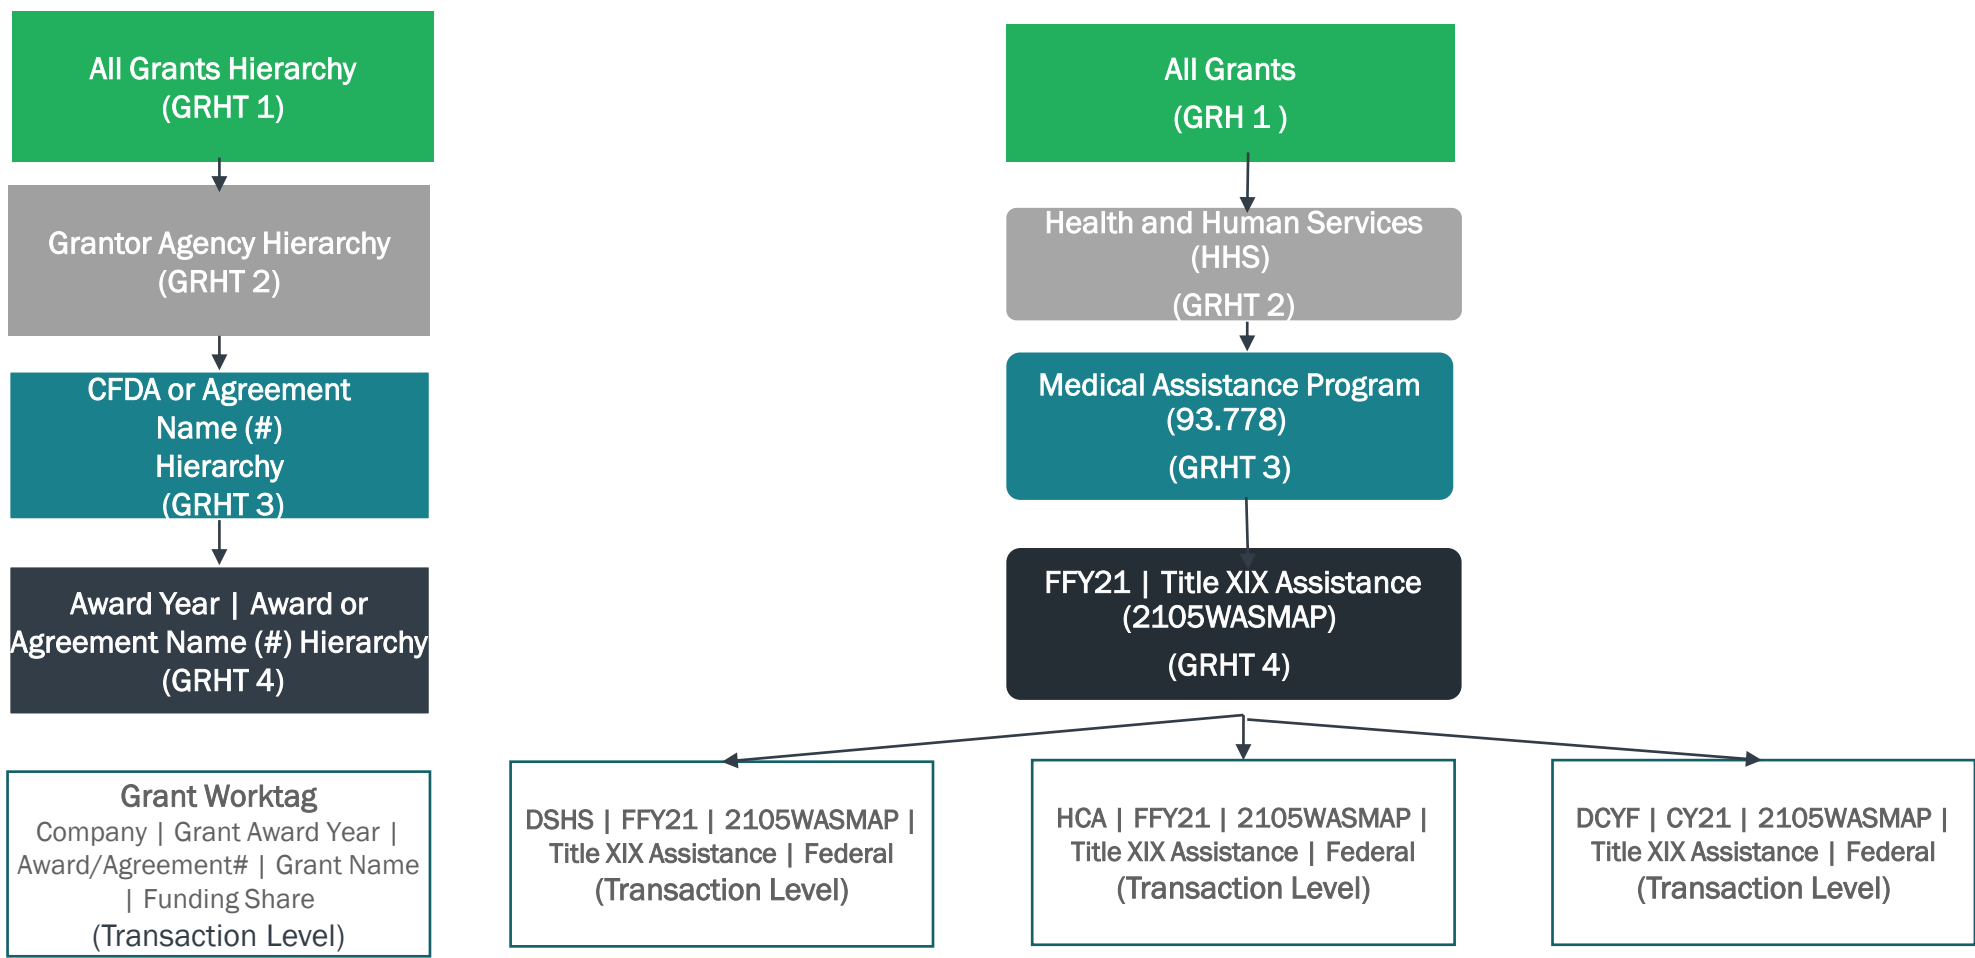 All Grants Hierarchy
(GRHT 1)
Grantor Agency Hierarchy
(GRHT 2)
CFDA or Agreement
Name (#)
Hierarchy
(GRHT 3)
Award Year | Award or
Agreement Name (#) Hierarchy
(GRHT 4)
Grant Worktag
Company | Grant Award Year |
Award/Agreement# | Grant Name
| Funding Share
(Transaction Level)
All Grants
(GRH 1 )
Health and Human Services
(HHS)
(GRHT 2)
Medical Assistance Program
(93.778)
(GRHT 3)
FFY21 | Title XIX Assistance
(2105WASMAP)
(GRHT 4)
DSHS | FFY21 | 2105WASMAP |
Title XIX Assistance | Federal
(Transaction Level)
HCA | FFY21 | 2105WASMAP |
Title XIX Assistance | Federal
(Transaction Level)
DCYF | CY21 | 2105WASMAP |
Title XIX Assistance | Federal
(Transaction Level)